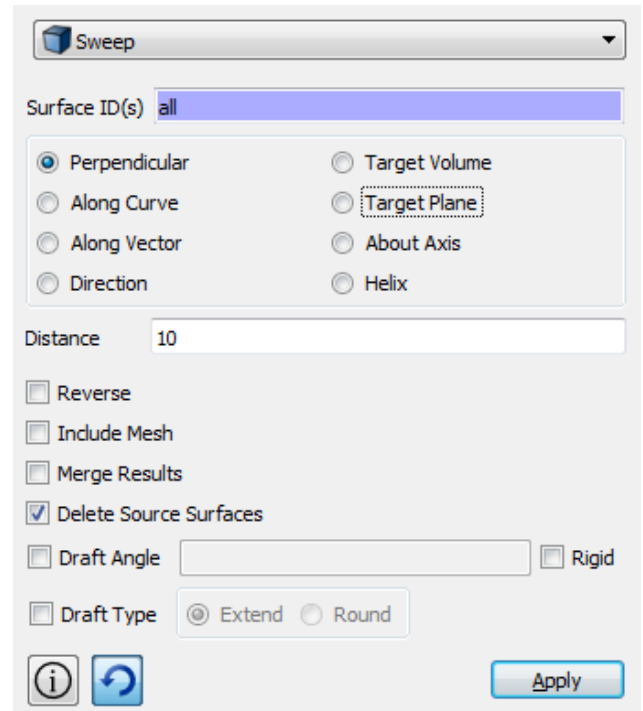 Sweep
Surface ID(s) all
Perpendicular Target Volume
Along Curve Target Plane
Along Vector About Axis
Direction Helix
Distance 10
Reverse
Include Mesh
Merge Results
Delete Source Surfaces
Draft Angle Rigid
Draft Type Extend Round
Apply